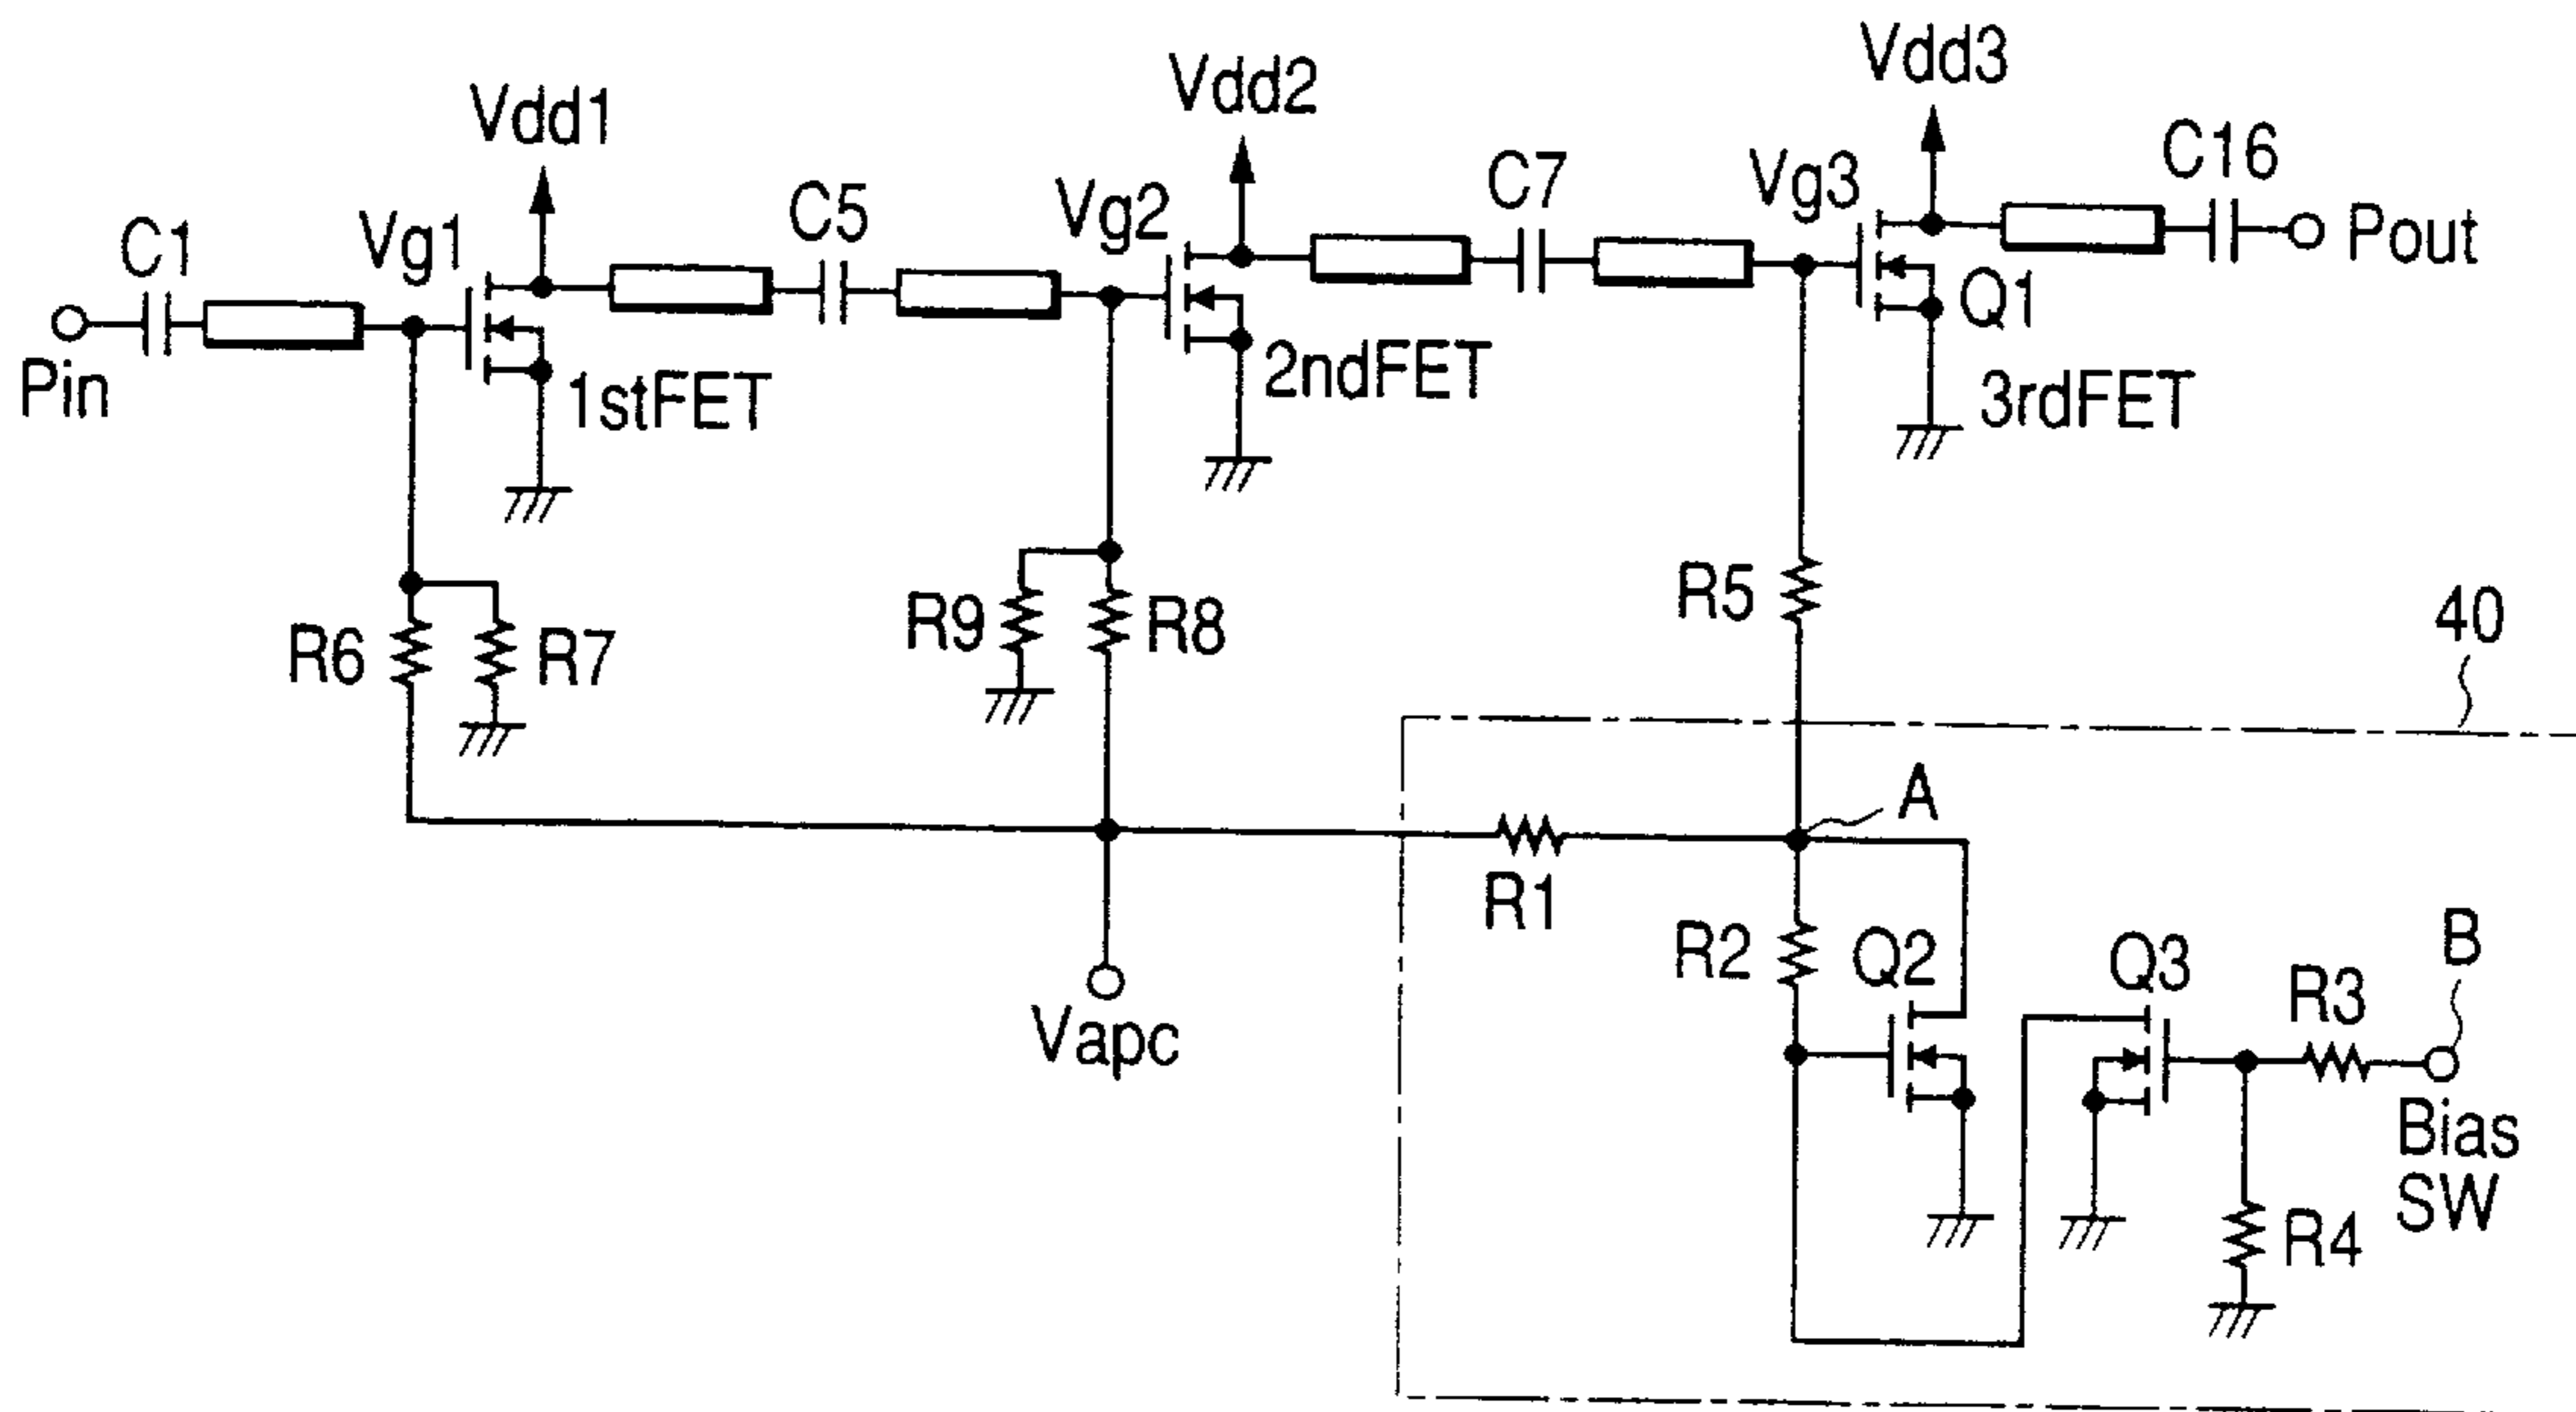 Vdd3
Vdd2
Vdd1
C16
C7
Vg3
C5
Vg2
Vg1
C1
Pout
Q1
2ndFET
3rdFET
Pin
1stFET
R5
40
R9
R8
R6
R7
A
R1
R2
Q2
Q3
R3
B
Vapc
Bias
SW
R4